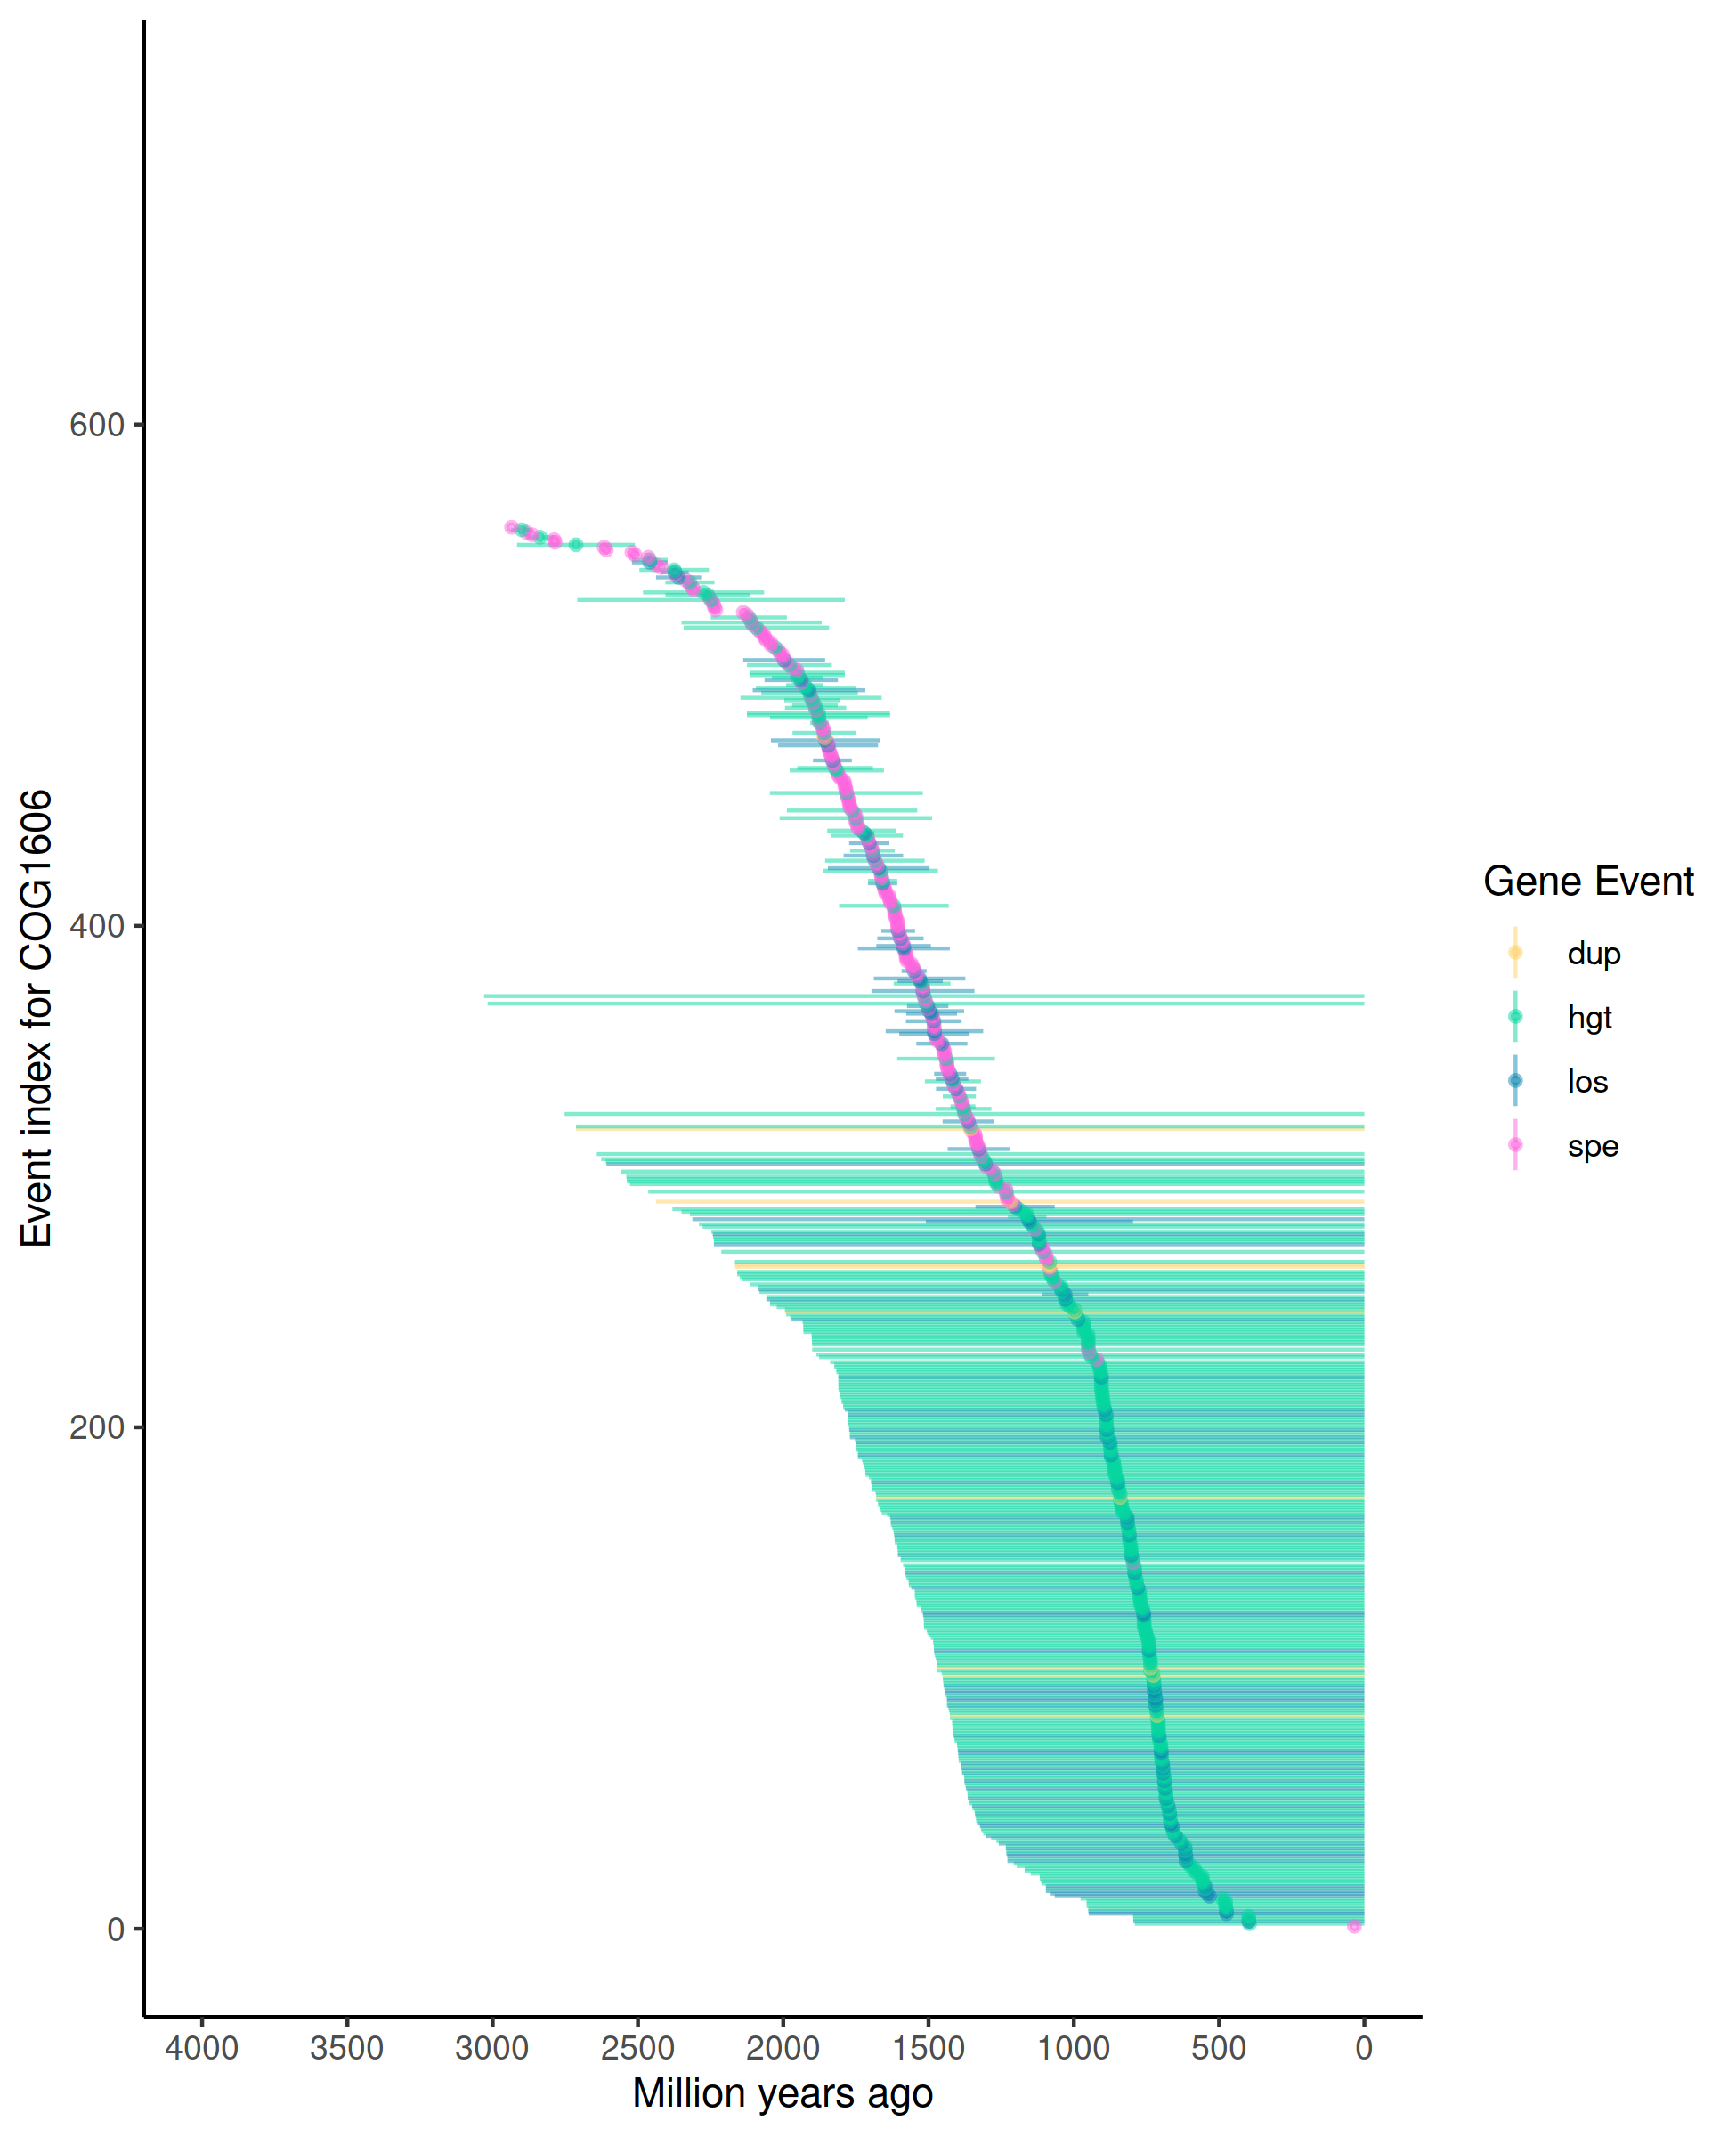 Event index for COG1606
600
400
200
0
4000 3500 3000 2500 2000 1500 1000 500 0
Million years ago
Gene Event
dup
hgt
los
spe